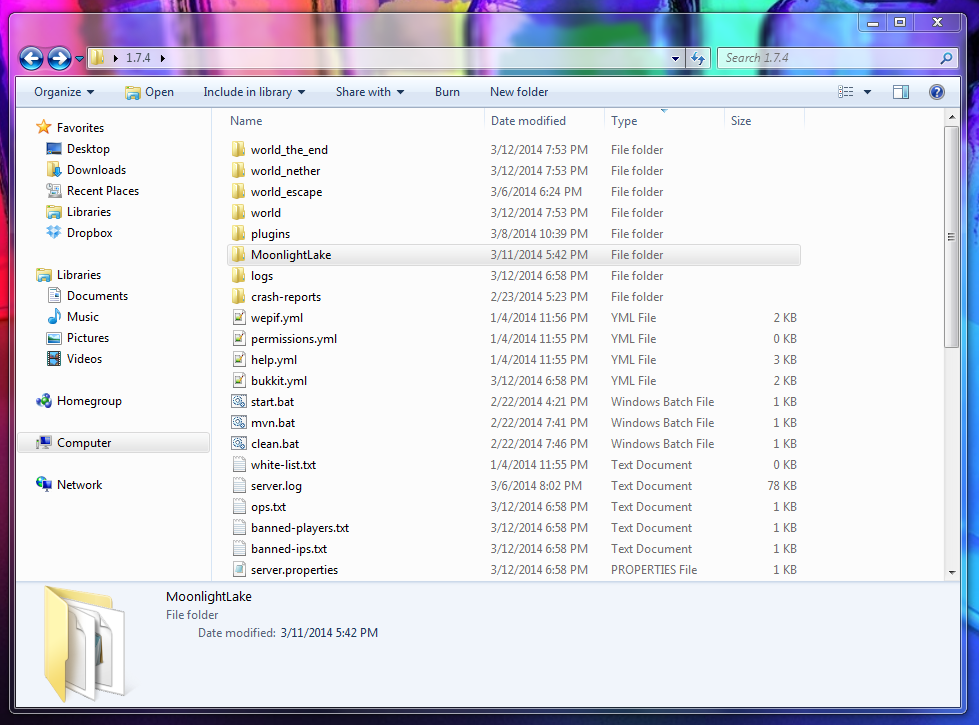 1.7.4
Search 1.7.4
Organize Open Include in library Share with Burn New folder
Name Date modified Type Size
Favorites
Desktop
Downloads
Recent Places
Libraries
Dropbox
Libraries
Documents
Music
Pictures
Videos
Homegroup
Computer
Network
world_the_end 3/12/2014 7:53 PM File folder
world_nether 3/12/2014 7:53 PM File folder
world_escape 3/6/2014 6:24 PM File folder
world 3/12/2014 7:53 PM File folder
plugins 3/8/2014 10:39 PM File folder
MoonlightLake 3/11/2014 5:42 PM File folder
logs 3/12/2014 6:58 PM File folder
crash-reports 2/23/2014 5:23 PM File folder
wepif.yml 1/4/2014 11:56 PM YML File 2 KB
permissions.yml 1/4/2014 11:55 PM YML File 0 KB
help.yml 1/4/2014 11:55 PM YML File 3 KB
bukkit.yml 3/12/2014 6:58 PM YML File 2 KB
start.bat 2/22/2014 4:21 PM Windows Batch File 1 KB
mvn.bat 2/22/2014 7:41 PM Windows Batch File 1 KB
clean.bat 2/22/2014 7:46 PM Windows Batch File 1 KB
white-list.txt 1/4/2014 11:55 PM Text Document 0 KB
server.log 3/6/2014 8:02 PM Text Document 78 KB
ops.txt 3/12/2014 6:58 PM Text Document 1 KB
banned-players.txt 3/12/2014 6:58 PM Text Document 1 KB
banned-ips.txt 3/12/2014 6:58 PM Text Document 1 KB
server.properties 3/12/2014 6:58 PM PROPERTIES File 1 KB
MoonlightLake
File folder
Date modified: 3/11/2014 5:42 PM